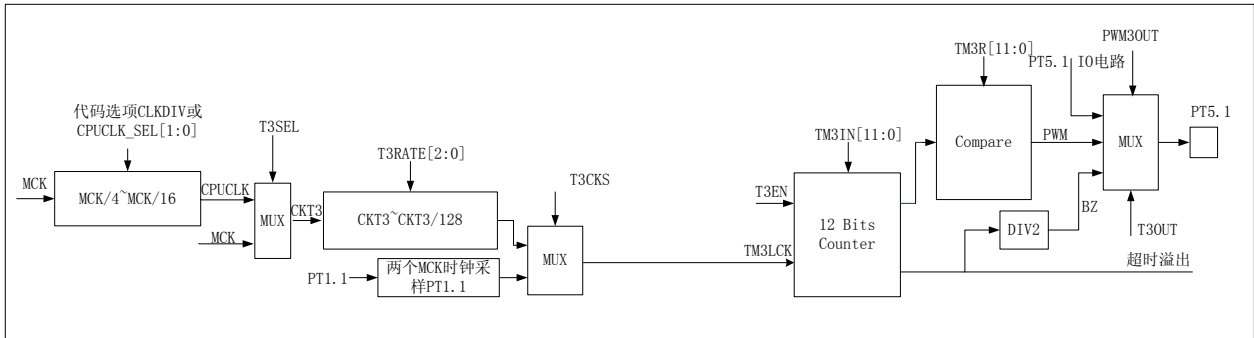 代码选项CLKDIV或
CPUCLK_SEL[1:0]
MCK
MCK/4~MCK/16
CPUCLK
T3SEL
MUX
MCK
CKT3
T3RATE[2:0]
CKT3~CKT3/128
PT1.1
两个MCK时钟采
样PT1.1
T3CKS
MUX
TM3IN[11:0]
T3EN
TM3LCK
12 Bits
Counter
TM3R[11:0]
Compare
PWM
DIV2
BZ
PT5.1 IO电路
PWM3OUT
MUX
PT5.1
T3OUT
超时溢出